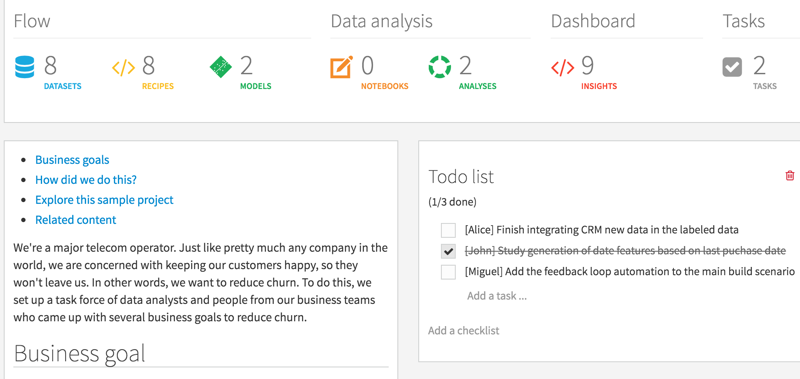 Flow
Data analysis
Dashboard
Tasks
8
DATASETS
8
RECIPES
2
MODELS
0
NOTEBOOKS
2
ANALYSES
9
INSIGHTS
2
TASKS
Business goals
How did we do this?
Explore this sample project
Related content
We're a major telecom operator. Just like pretty much any company in the
world, we are concerned with keeping our customers happy, so they
won't leave us. In other words, we want to reduce churn. To do this, we
set up a task force of data analysts and people from our business teams
who came up with several business goals to reduce churn.
Business goal
Todo list
(1/3 done)
[Alice] Finish integrating CRM new data in the labeled data
[John] Study generation of date features based on last puchase date
[Miguel] Add the feedback loop automation to the main build scenario
Add a task ...
Add a checklist